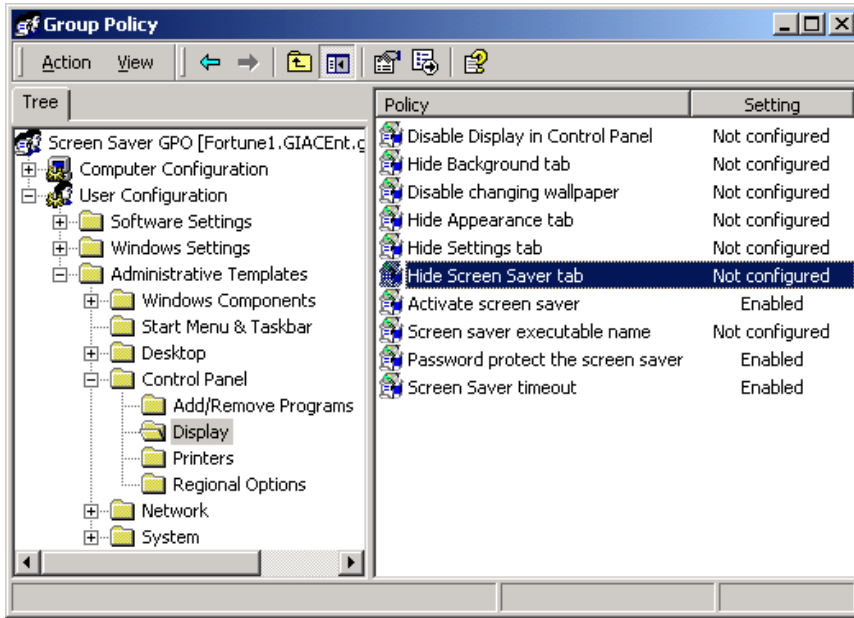 Group Policy
Action View
Tree
Screen Saver GPO [Fortune1.GIACEnt.g
Computer Configuration
User Configuration
Software Settings
Windows Settings
Administrative Templates
Windows Components
Start Menu & Taskbar
Desktop
Control Panel
Add/Remove Programs
Display
Printers
Regional Options
Network
System
Policy Setting
Disable Display in Control Panel Not configured
Hide Background tab Not configured
Disable changing wallpaper Not configured
Hide Appearance tab Not configured
Hide Settings tab Not configured
Hide Screen Saver tab Not configured
Activate screen saver Enabled
Screen saver executable name Not configured
Password protect the screen saver Enabled
Screen Saver timeout Enabled